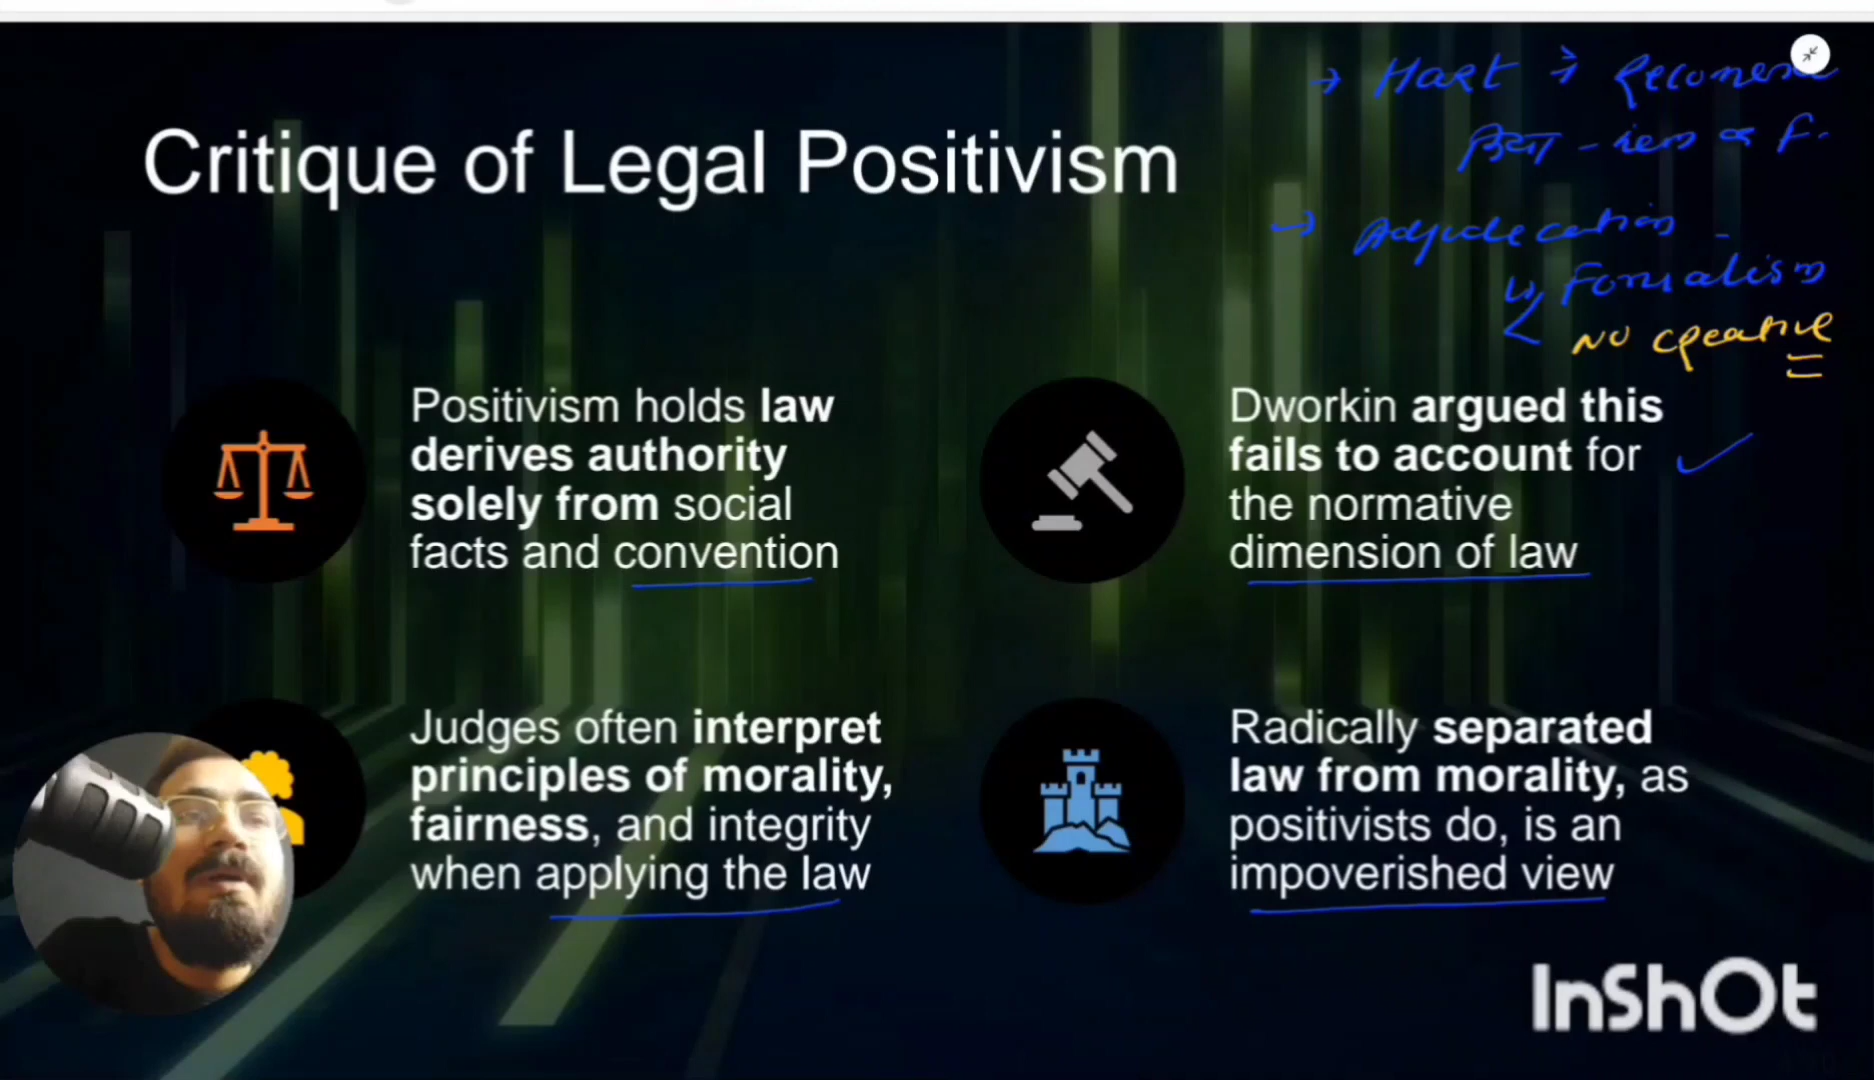 → Hart →
Critique of Legal Positivism
→ Adjudication -
↳ Formalism
No creative
Positivism holds law
derives authority
solely from social
facts and convention
Dworkin argued this
fails to account for
the normative
dimension of law
Judges often interpret
principles of morality,
fairness, and integrity
when applying the law
Radically separated
law from morality, as
positivists do, is an
impoverished view
InShOt